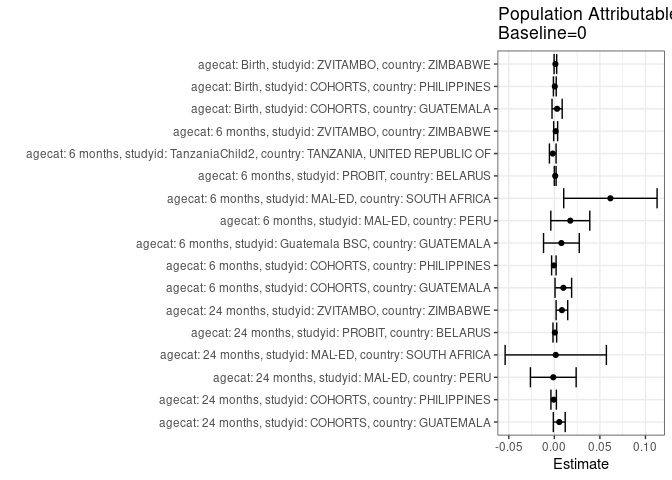 Population Attributable
Baseline=0
agecat: Birth, studyid: ZVITAMBO, country: ZIMBABWE
agecat: Birth, studyid: COHORTS, country: PHILIPPINES
agecat: Birth, studyid: COHORTS, country: GUATEMALA
agecat: 6 months, studyid: ZVITAMBO, country: ZIMBABWE
agecat: 6 months, studyid: TanzaniaChild2, country: TANZANIA, UNITED REPUBLIC OF
agecat: 6 months, studyid: PROBIT, country: BELARUS
agecat: 6 months, studyid: MAL-ED, country: SOUTH AFRICA
agecat: 6 months, studyid: MAL-ED, country: PERU
agecat: 6 months, studyid: Guatemala BSC, country: GUATEMALA
agecat: 6 months, studyid: COHORTS, country: PHILIPPINES
agecat: 6 months, studyid: COHORTS, country: GUATEMALA
agecat: 24 months, studyid: ZVITAMBO, country: ZIMBABWE
agecat: 24 months, studyid: PROBIT, country: BELARUS
agecat: 24 months, studyid: MAL-ED, country: SOUTH AFRICA
agecat: 24 months, studyid: MAL-ED, country: PERU
agecat: 24 months, studyid: COHORTS, country: PHILIPPINES
agecat: 24 months, studyid: COHORTS, country: GUATEMALA
-0.05 0.00 0.05 0.10
Estimate